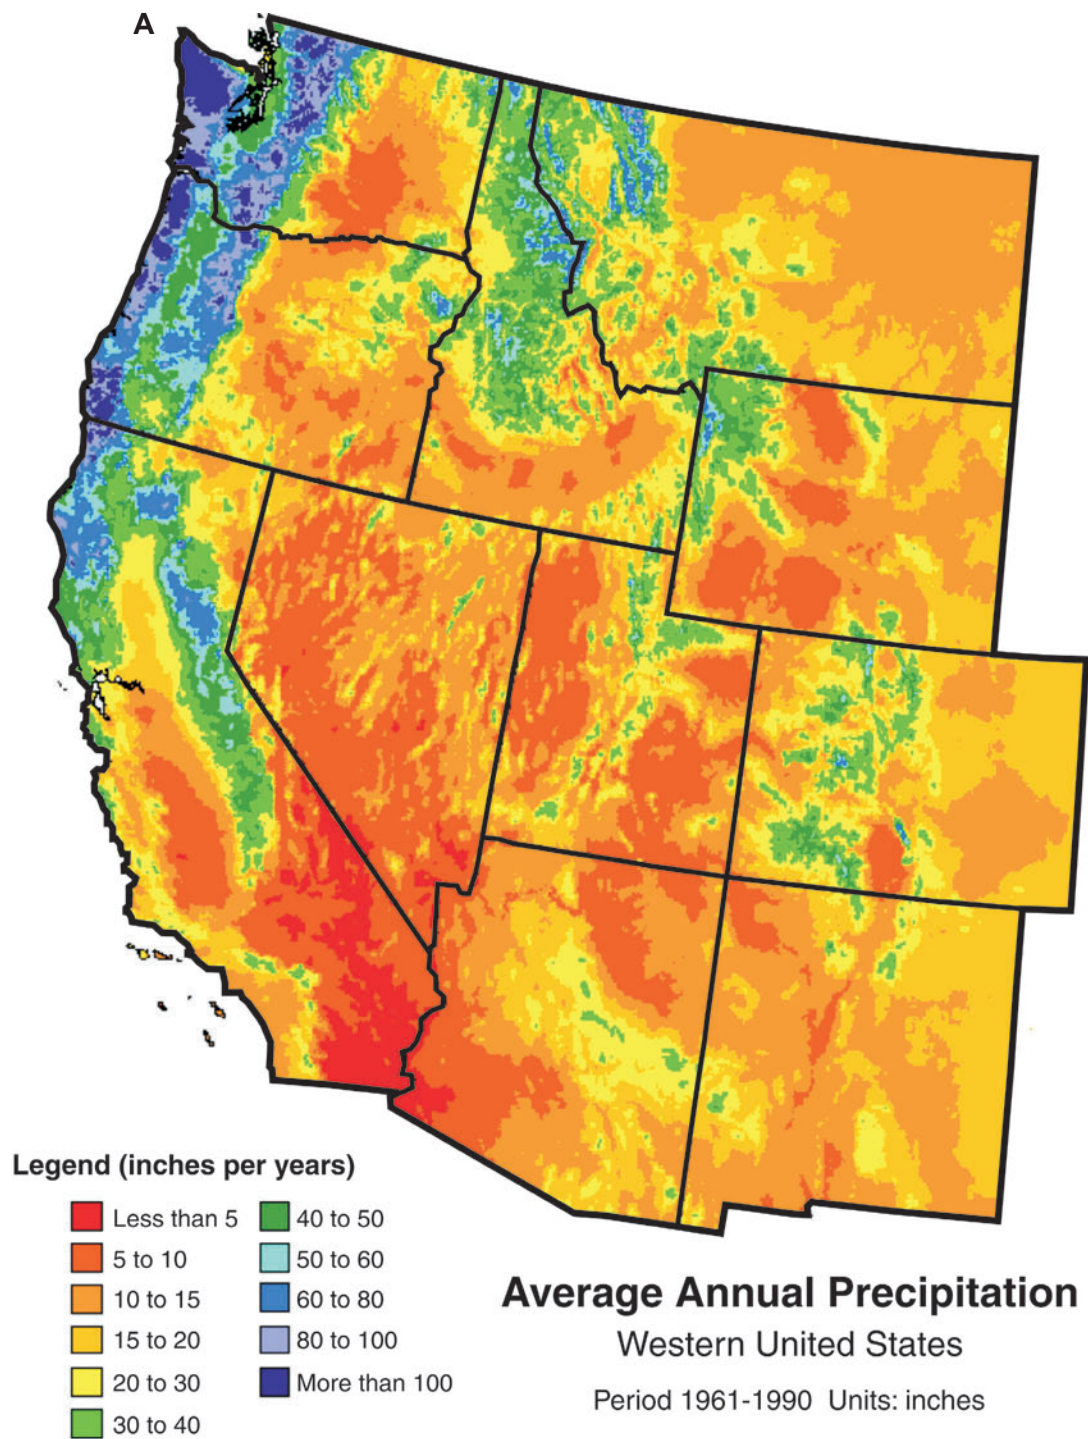 A
Legend (inches per years)
Less than 5
5 to 10
10 to 15
15 to 20
20 to 30
30 to 40
40 to 50
50 to 60
60 to 80
80 to 100
More than 100
Average Annual Precipitation
Western United States
Period 1961-1990 Units: inches